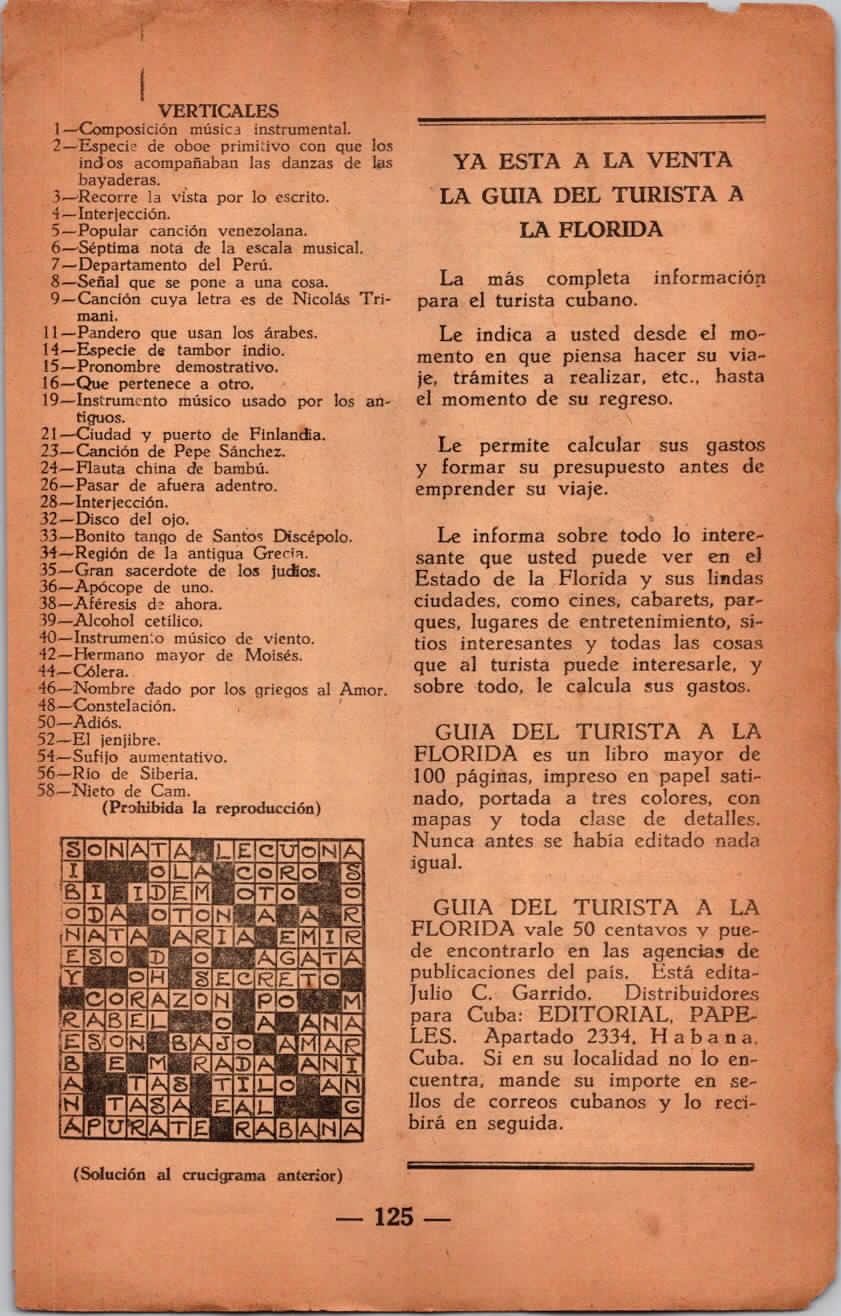 VERTICALES
1—Composición música instrumental.
2—Especie de oboe primitivo con que los
indios acompañaban las danzas de las
bayaderas.
3—Recorre la vista por lo escrito.
4—Interjección.
5—Popular canción venezolana.
6—Séptima nota de la escala musical.
7—Departamento del Perú.
8—Señal que se pone a una cosa.
9—Canción cuya letra es de Nicolás Tri-
mani.
11—Pandero que usan los árabes.
14—Especie de tambor indio.
15—Pronombre demostrativo.
16—Que pertenece a otro.
19—Instrumento músico usado por los an-
tiguos.
21—Ciudad y puerto de Finlandia.
23—Canción de Pepe Sánchez.
24—Flauta china de bambú.
26—Pasar de afuera adentro.
28—Interjección.
32—Disco del ojo.
33—Bonito tango de Santos Discépolo.
34—Región de la antigua Grecia.
35—Gran sacerdote de los judíos.
36—Apócope de uno.
38—Aféresis de ahora.
39—Alcohol cetílico.
40—Instrumento músico de viento.
42—Hermano mayor de Moisés.
44—Cólera.
46—Nombre dado por los griegos al Amor.
48—Constelación.
50—Adiós.
52—El jenjibre.
54—Sufijo aumentativo.
56—Rio de Siberia.
58—Nieto de Cam.
(Prohibida la reproducción)
SONATA LECUONA
I OLA CORO S
B I IDEM OTO O
ODA OTON A A R
NATA ARIA EMIR
ESO D O AGATA
Y OH SECRETO
CORAZON PO M
RABEL O A ANA
ESON BAJO AMAR
B E M RADA ANI
A TAS TILO AN
N TASA EAL G
APURATE RABANA
(Solución al crucigrama anterior)
YA ESTA A LA VENTA
LA GUIA DEL TURISTA A
LA FLORIDA
La más completa información
para el turista cubano.
Le indica a usted desde el mo-
mento en que piensa hacer su via-
je, trámites a realizar, etc., hasta
el momento de su regreso.
Le permite calcular sus gastos
y formar su presupuesto antes de
emprender su viaje.
Le informa sobre todo lo intere-
sante que usted puede ver en el
Estado de la Florida y sus lindas
ciudades, como cines, cabarets, par-
ques, lugares de entretenimiento, si-
tios interesantes y todas las cosas
que al turista puede interesarle, y
sobre todo, le calcula sus gastos.
GUIA DEL TURISTA A LA
FLORIDA es un libro mayor de
100 páginas, impreso en papel sati-
nado, portada a tres colores, con
mapas y toda clase de detalles.
Nunca antes se había editado nada
igual.
GUIA DEL TURISTA A LA
FLORIDA vale 50 centavos y pue-
de encontrarlo en las agencias de
publicaciones del país. Está edita-
Julio C. Garrido. Distribuidores
para Cuba: EDITORIAL, PAPE-
LES. Apartado 2334, Habana,
Cuba. Si en su localidad no lo en-
cuentra, mande su importe en se-
llos de correos cubanos y lo reci-
birá en seguida.
— 125 —